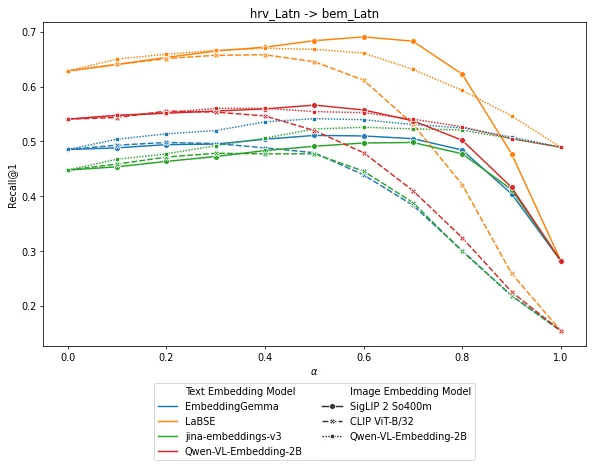 hrv_Latn -> bem_Latn
0.7
0.6
0.5
0.4
0.3
0.2
Recall@1
0.0 0.2 0.4 0.6 0.8 1.0
α
Text Embedding Model Image Embedding Model
EmbeddingGemma SigLIP 2 So400m
LaBSE CLIP ViT-B/32
jina-embeddings-v3 Qwen-VL-Embedding-2B
Qwen-VL-Embedding-2B